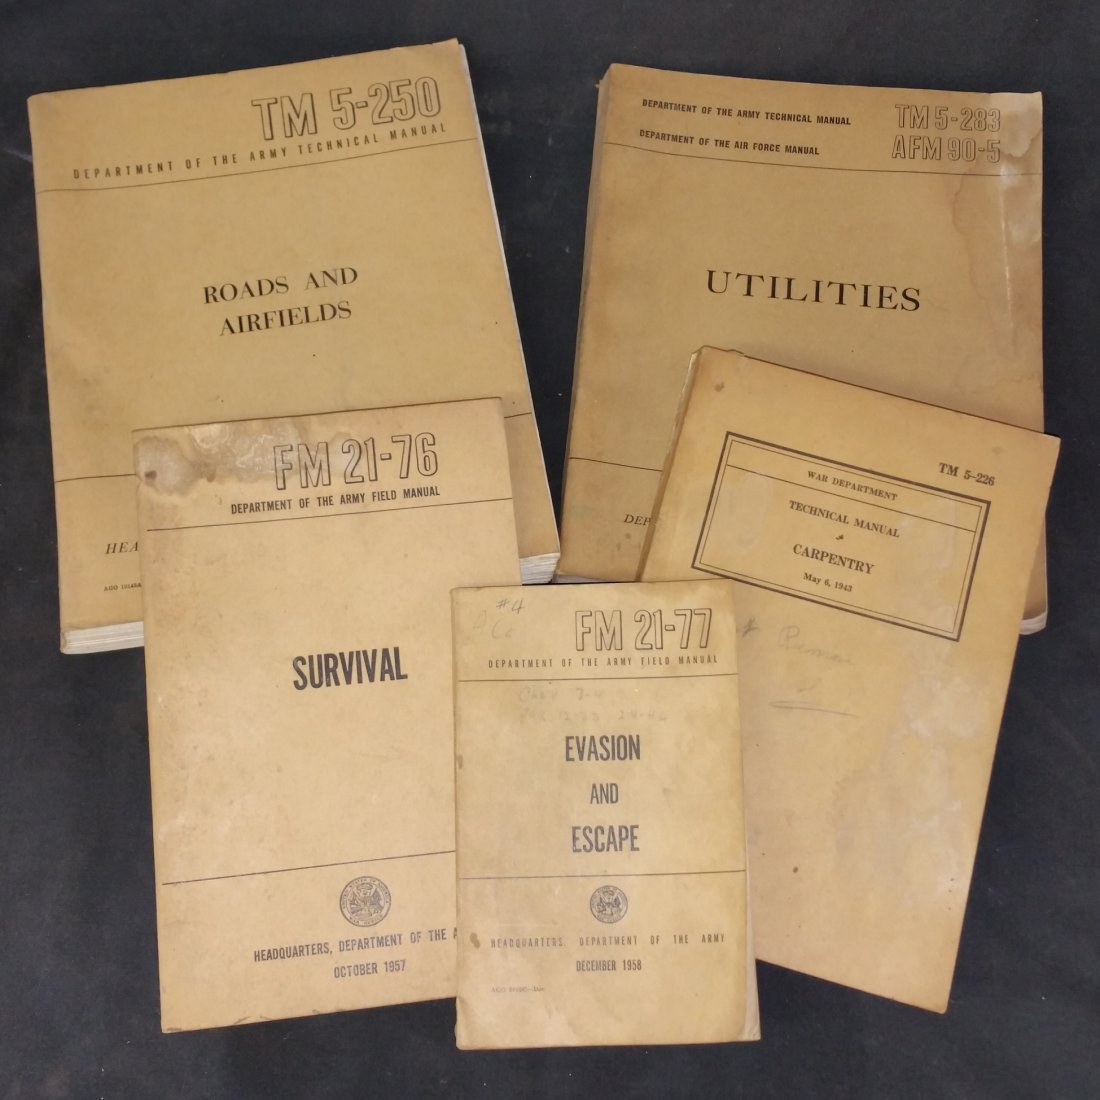 TM 5-250
DEPARTMENT OF THE ARMY TECHNICAL MANUAL
ROADS AND
AIRFIELDS
HEA
DEPARTMENT OF THE ARMY TECHNICAL MANUAL
TM 5-283
DEPARTMENT OF THE AIR FORCE MANUAL
AFM 90-5
UTILITIES
DEP
FM 21-76
DEPARTMENT OF THE ARMY FIELD MANUAL
SURVIVAL
HEADQUARTERS, DEPARTMENT OF THE A
OCTOBER 1957
#4
FM 21-77
DEPARTMENT OF THE ARMY FIELD MANUAL
EVASION
AND
ESCAPE
HEADQUARTERS, DEPARTMENT OF THE ARMY
DECEMBER 1958
TM 5-226
WAR DEPARTMENT
TECHNICAL MANUAL
CARPENTRY
May 6, 1943